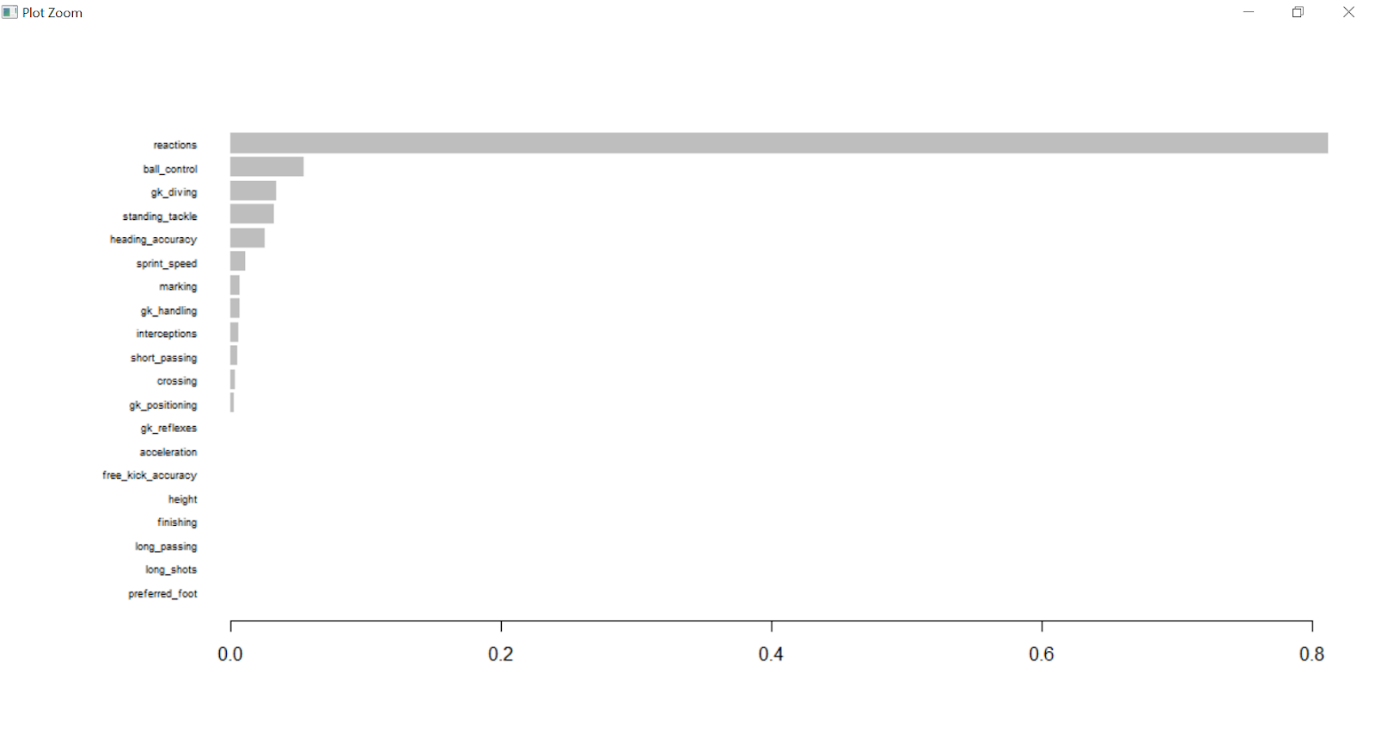 Plot Zoom
reactions
ball_control
gk_diving
standing_tackle
heading_accuracy
sprint_speed
marking
gk_handling
interceptions
short_passing
crossing
gk_positioning
gk_reflexes
acceleration
free_kick_accuracy
height
finishing
long_passing
long_shots
preferred_foot
0.0 0.2 0.4 0.6 0.8